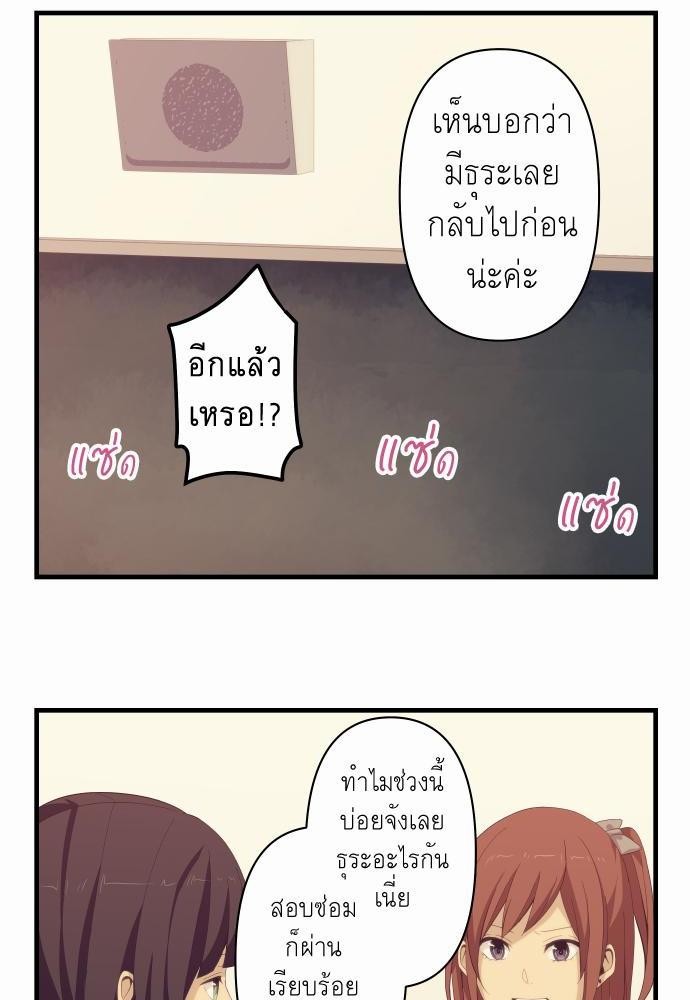 เห็นบอกว่า
มีธุระเลย
กลับไปก่อน
น่ะค่ะ
อีกแล้ว
เหรอ!?
แซ่ด
แซ่ด
แซ่ด
ทำไมช่วงนี้
บ่อยจังเลย
ธุระอะไรกัน
เนี่ย
สอบซ่อม
ก็ผ่าน
เรียบร้อย